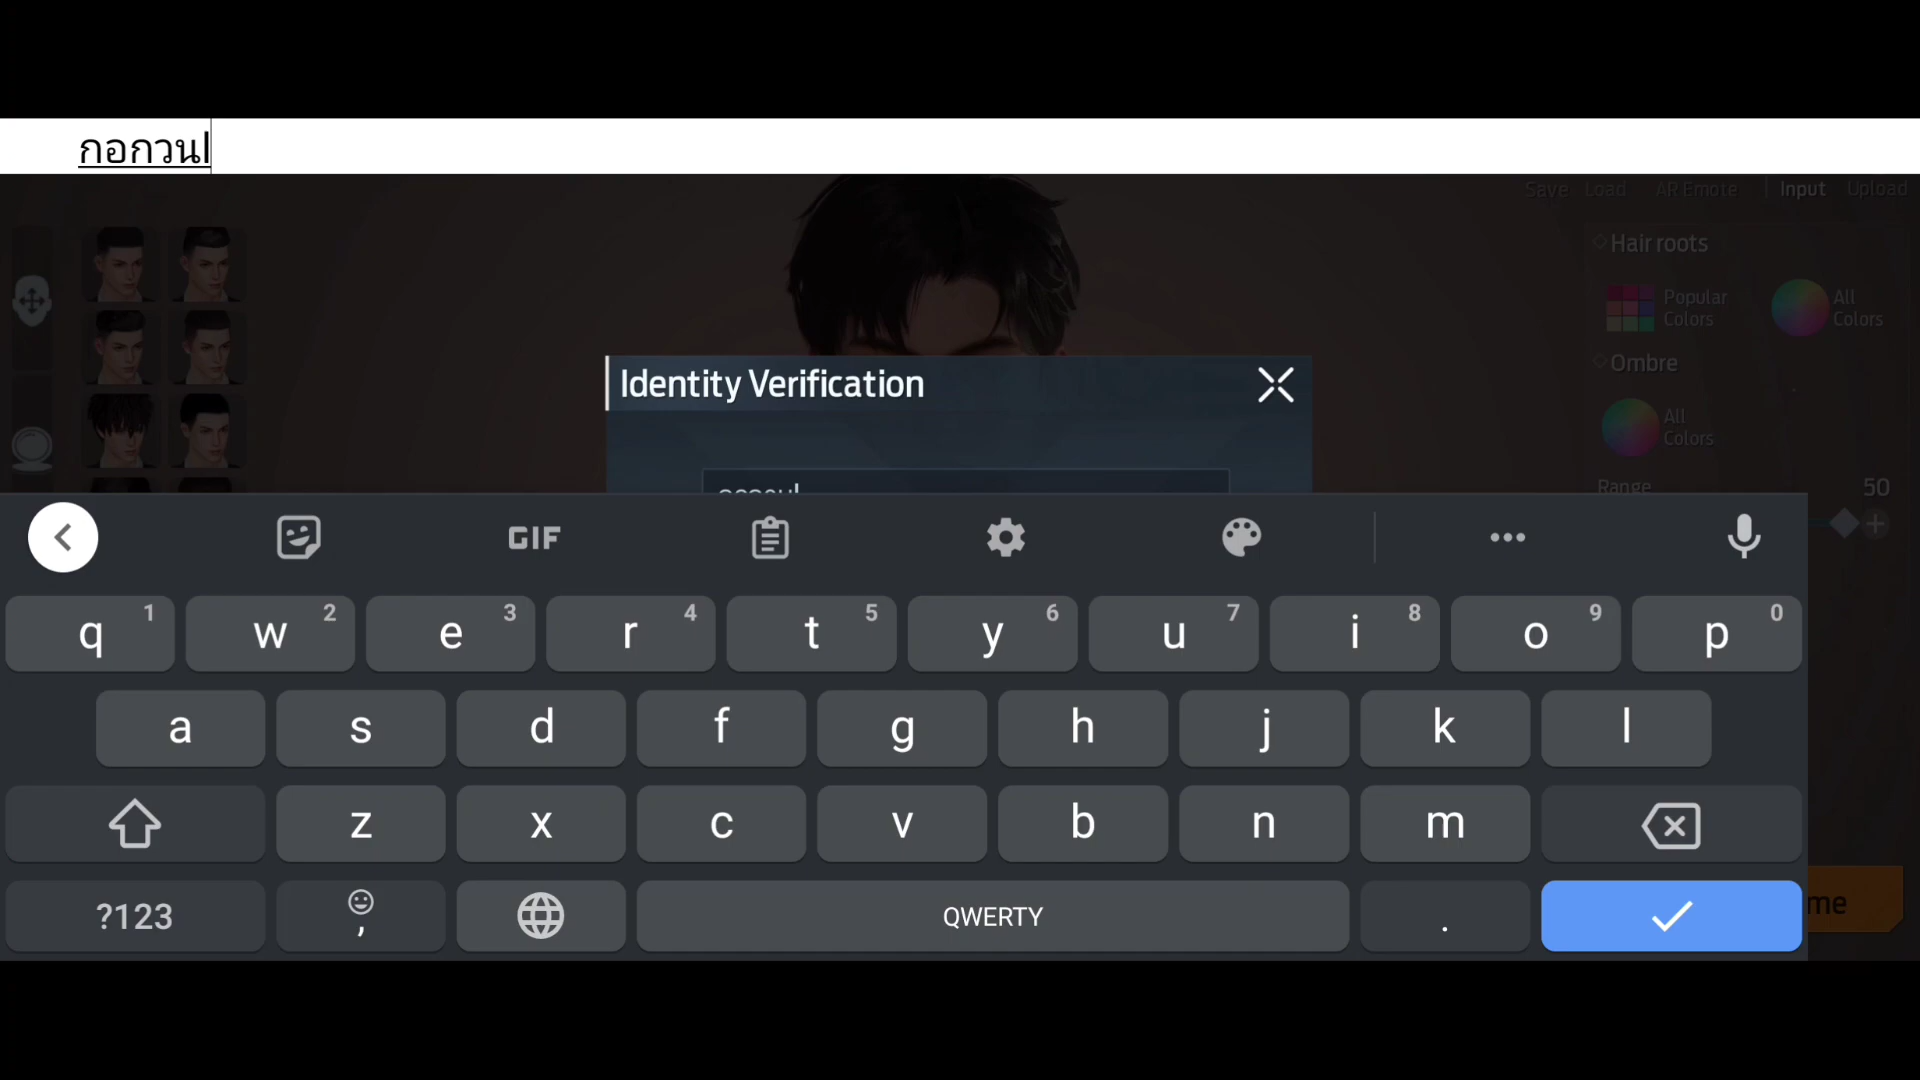 กอกวนl
Save Load AR Emote Input Upload
Hair roots
Popular Colors
All Colors
Identity Verification
Ombre
All Colors
Range 50
GIF
q 1 w 2 e 3 r 4 t 5 y 6 u 7 i 8 o 9 p 0
a s d f g h j k l
z x c v b n m
?123 , QWERTY .
me